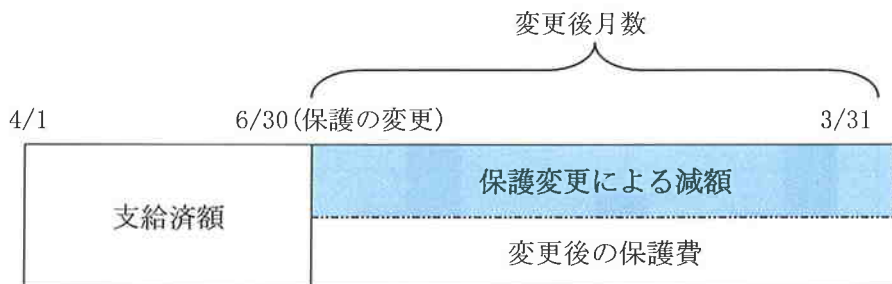 変更後月数
4/1
6/30(保護の変更)
3/31
支給済額
保護変更による減額
変更後の保護費